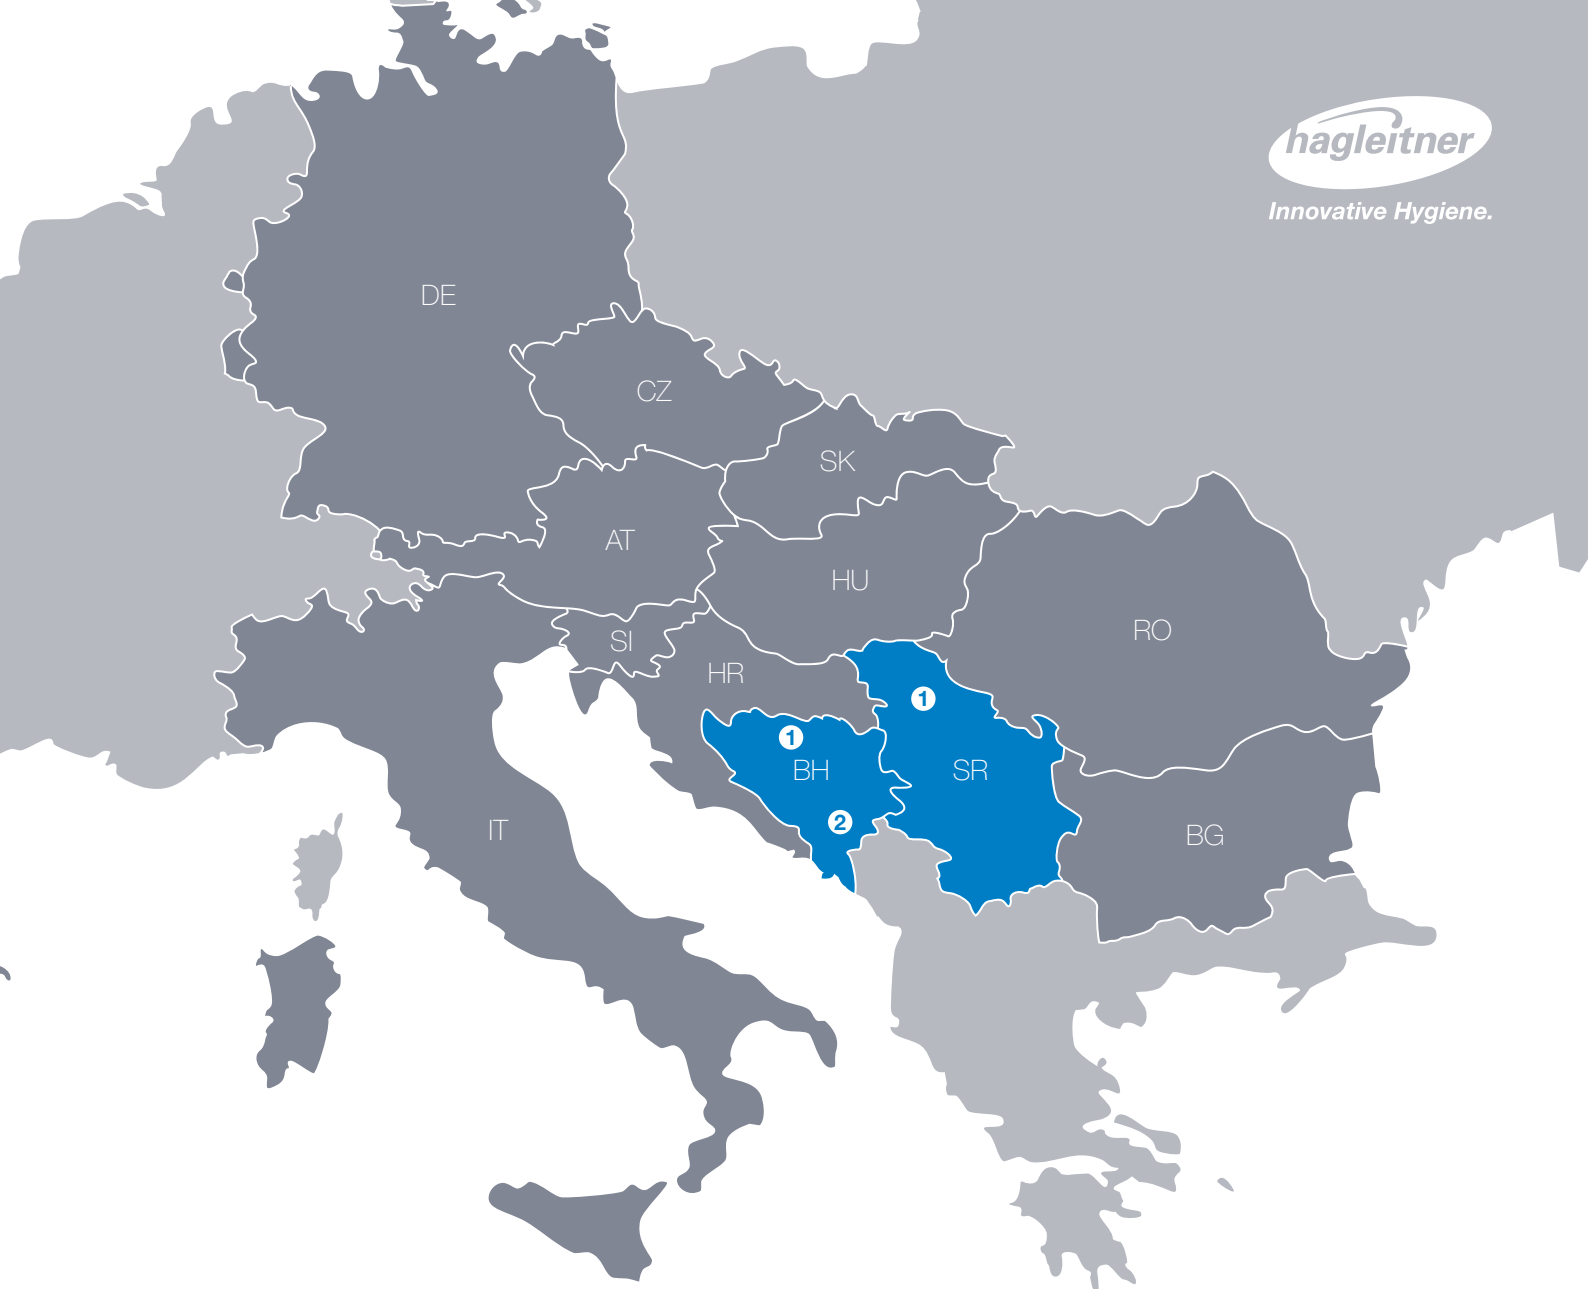 hagleitner
Innovative Hygiene.
DE
CZ
SK
AT
HU
RO
SI
HR
1
1
BH
SR
2
IT
BG